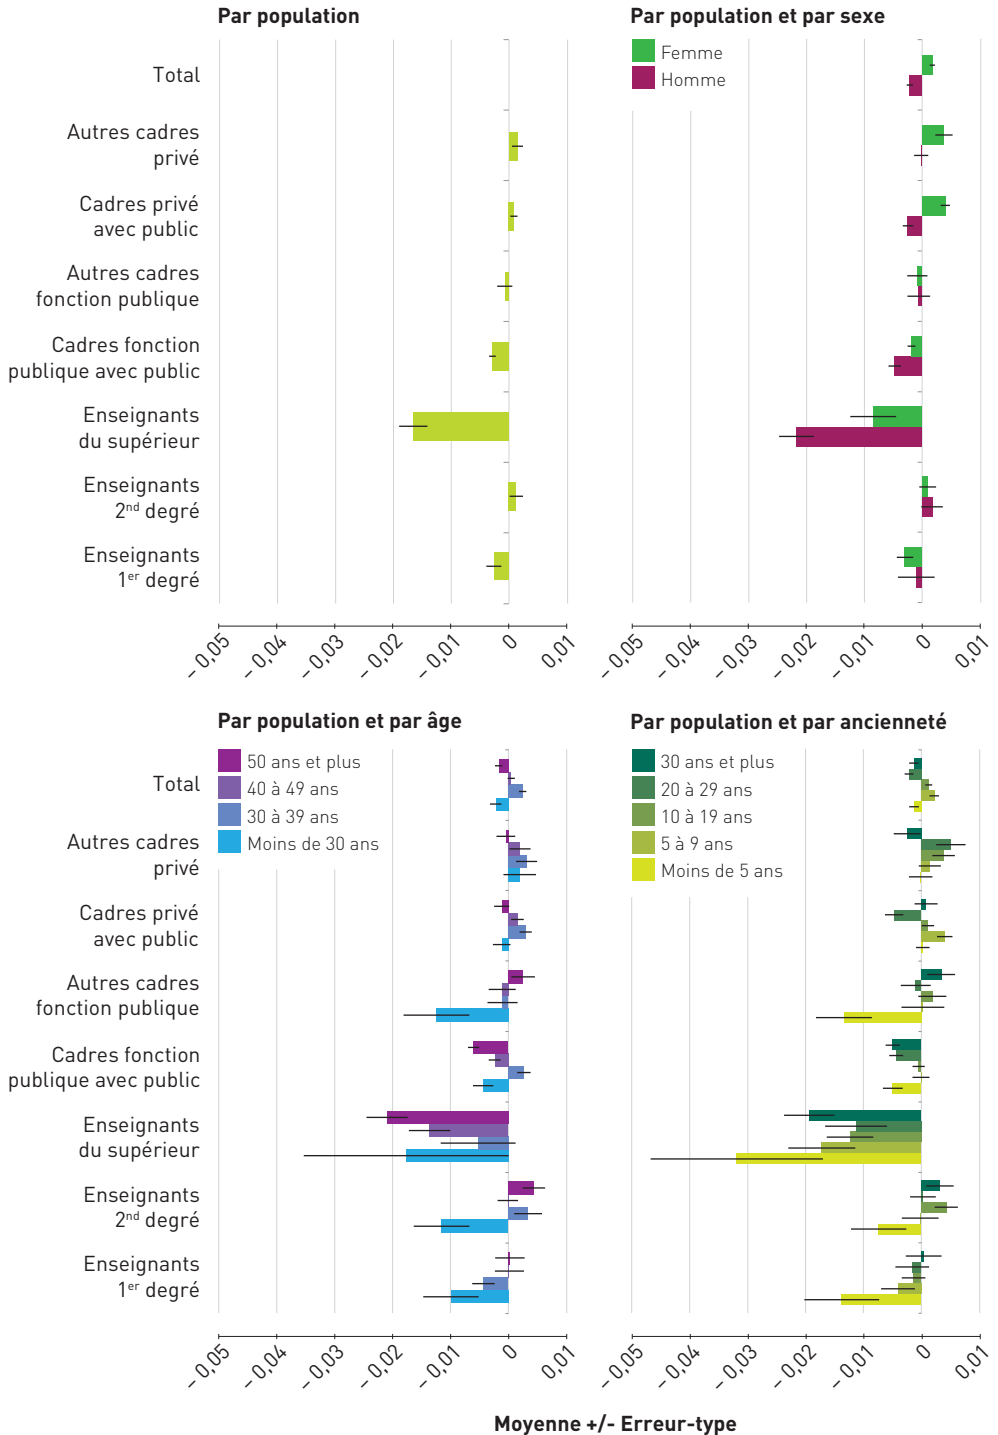 Par population
Total
Autres cadres
privé
Cadres privé
avec public
Autres cadres
fonction publique
Cadres fonction
publique avec public
Enseignants
du supérieur
Enseignants
2nd degré
Enseignants
1er degré
– 0,05
– 0,04
– 0,03
– 0,02
– 0,01
0
0,01
Par population et par sexe
Femme
Homme
– 0,05
– 0,04
– 0,03
– 0,02
– 0,01
0
0,01
Par population et par âge
50 ans et plus
40 à 49 ans
30 à 39 ans
Moins de 30 ans
Total
Autres cadres
privé
Cadres privé
avec public
Autres cadres
fonction publique
Cadres fonction
publique avec public
Enseignants
du supérieur
Enseignants
2nd degré
Enseignants
1er degré
– 0,05
– 0,04
– 0,03
– 0,02
– 0,01
0
0,01
Par population et par ancienneté
30 ans et plus
20 à 29 ans
10 à 19 ans
5 à 9 ans
Moins de 5 ans
– 0,05
– 0,04
– 0,03
– 0,02
– 0,01
0
0,01
Moyenne +/- Erreur-type